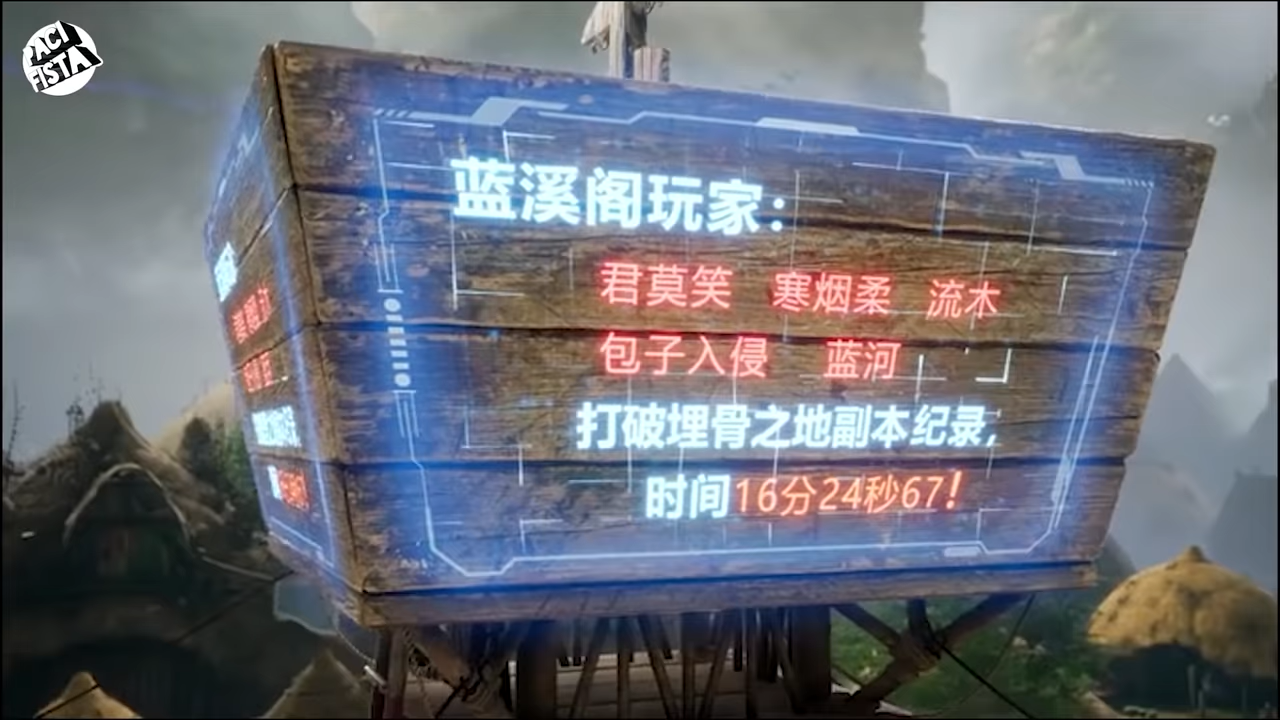 PACIFISTA
蓝溪阁玩家：
君莫笑 寒烟柔 流木
包子入侵 蓝河
打破埋骨之地副本纪录,
时间16分24秒67!